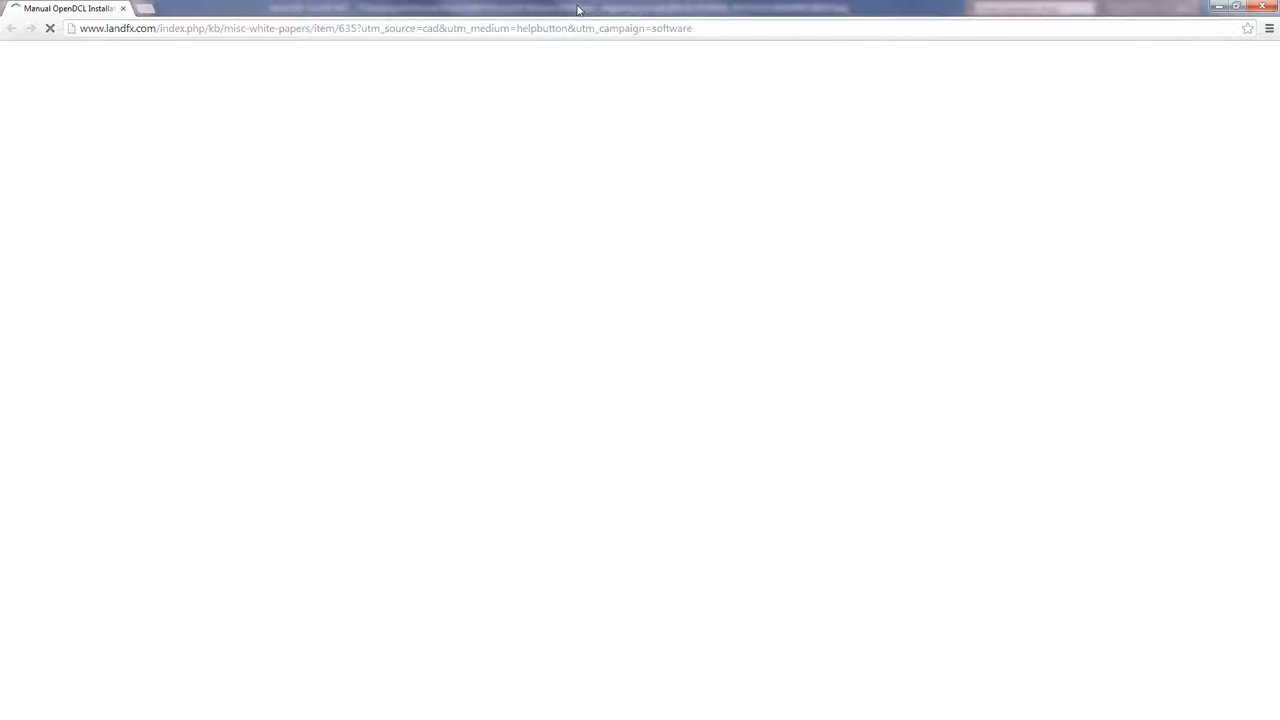 Manual OpenDCL Installa
www.landfx.com/index.php/kb/misc-white-papers/item/635?utm_source=cad&utm_medium=helpbutton&utm_campaign=software